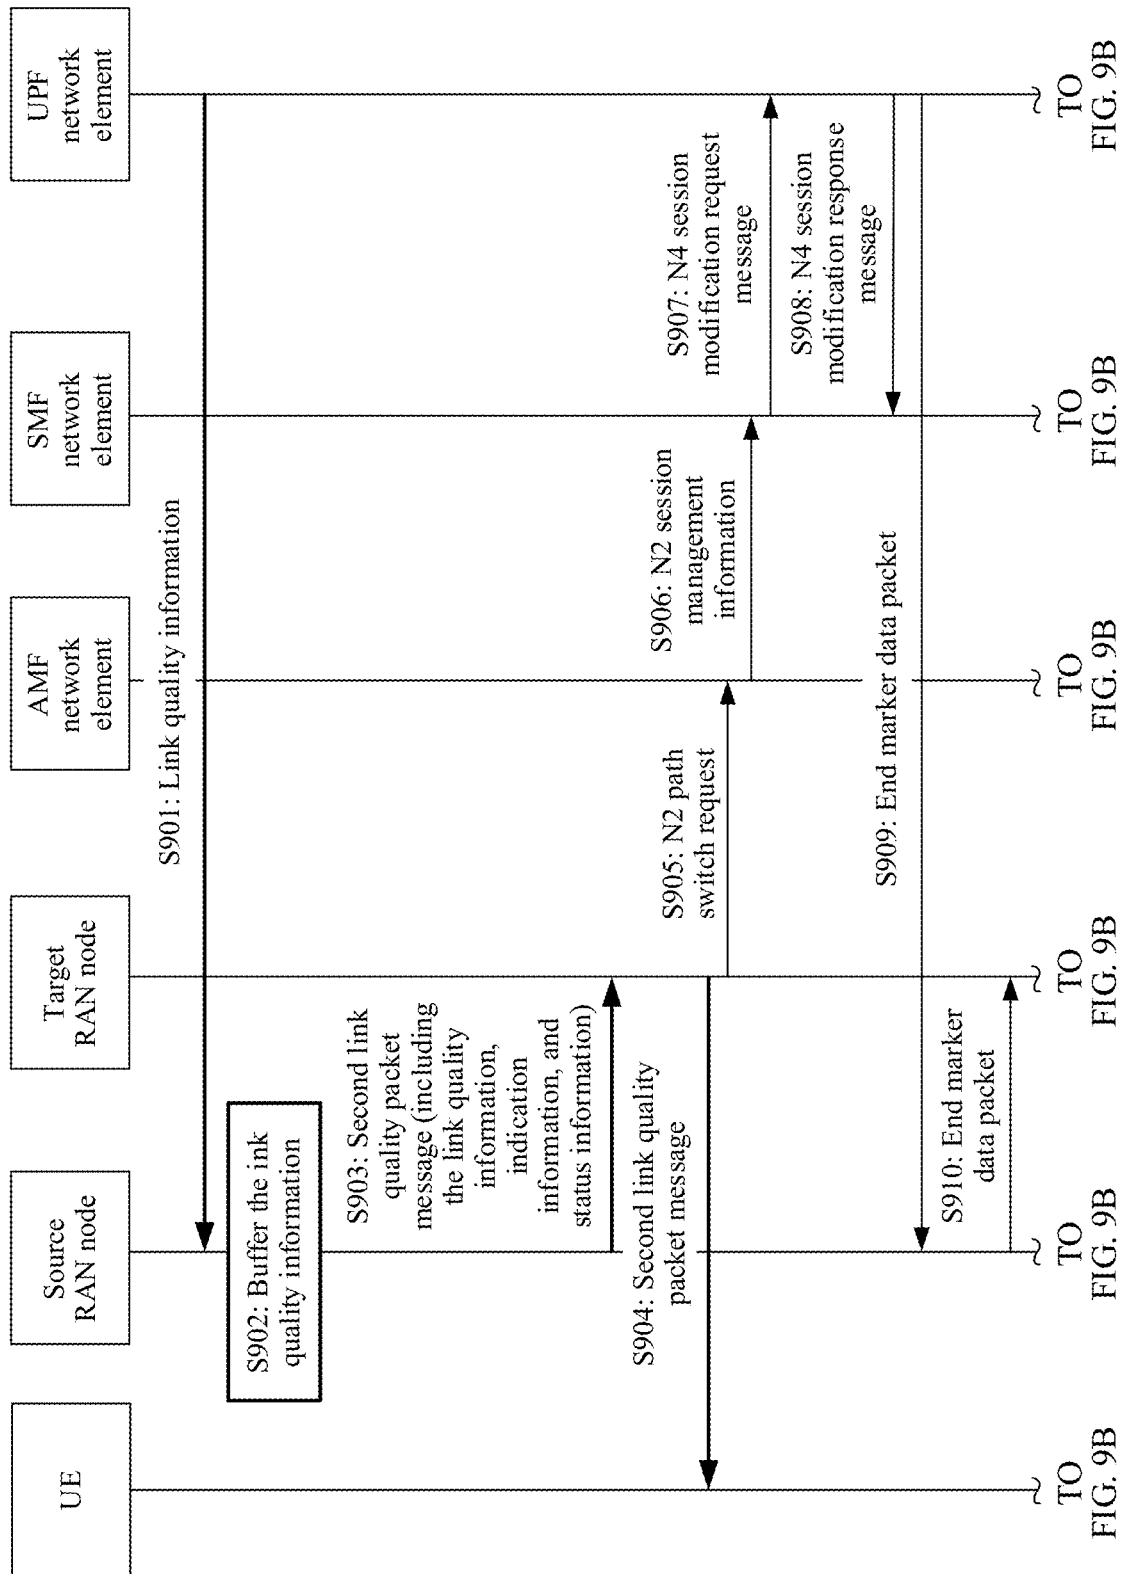 UE
Source
RAN node
Target
RAN node
AMF
network
element
SMF
network
element
UPF
network
element
S901: Link quality information
S902: Buffer the ink
quality information
S903: Second link
quality packet
message (including
the link quality
information,
indication
information, and
status information)
S904: Second link quality
packet message
S905: N2 path
switch request
S906: N2 session
management
information
S907: N4 session
modification request
message
S908: N4 session
modification response
message
S909: End marker data packet
S910: End marker
data packet
TO
FIG. 9B
TO
FIG. 9B
TO
FIG. 9B
TO
FIG. 9B
TO
FIG. 9B
TO
FIG. 9B